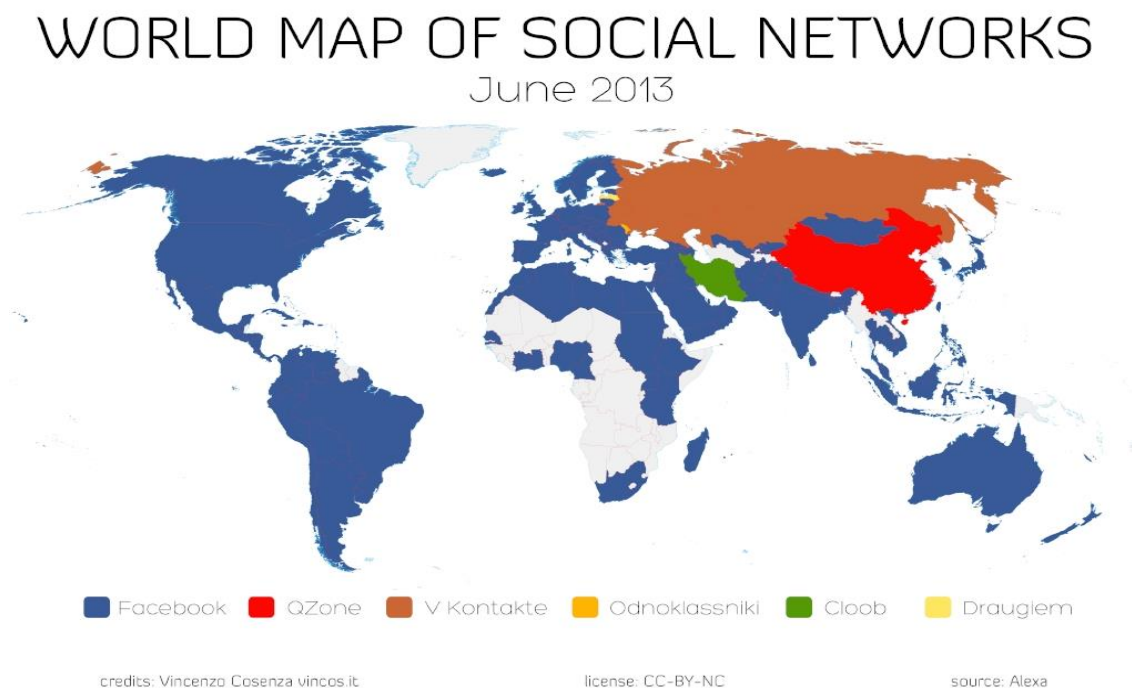 WORLD MAP OF SOCIAL NETWORKS
June 2013
Facebook QZone V Kontakte Odnoklassniki Cloob Draugiem
credits: Vincenzo Cosenza vincos.it license: CC-BY-NC source: Alexa